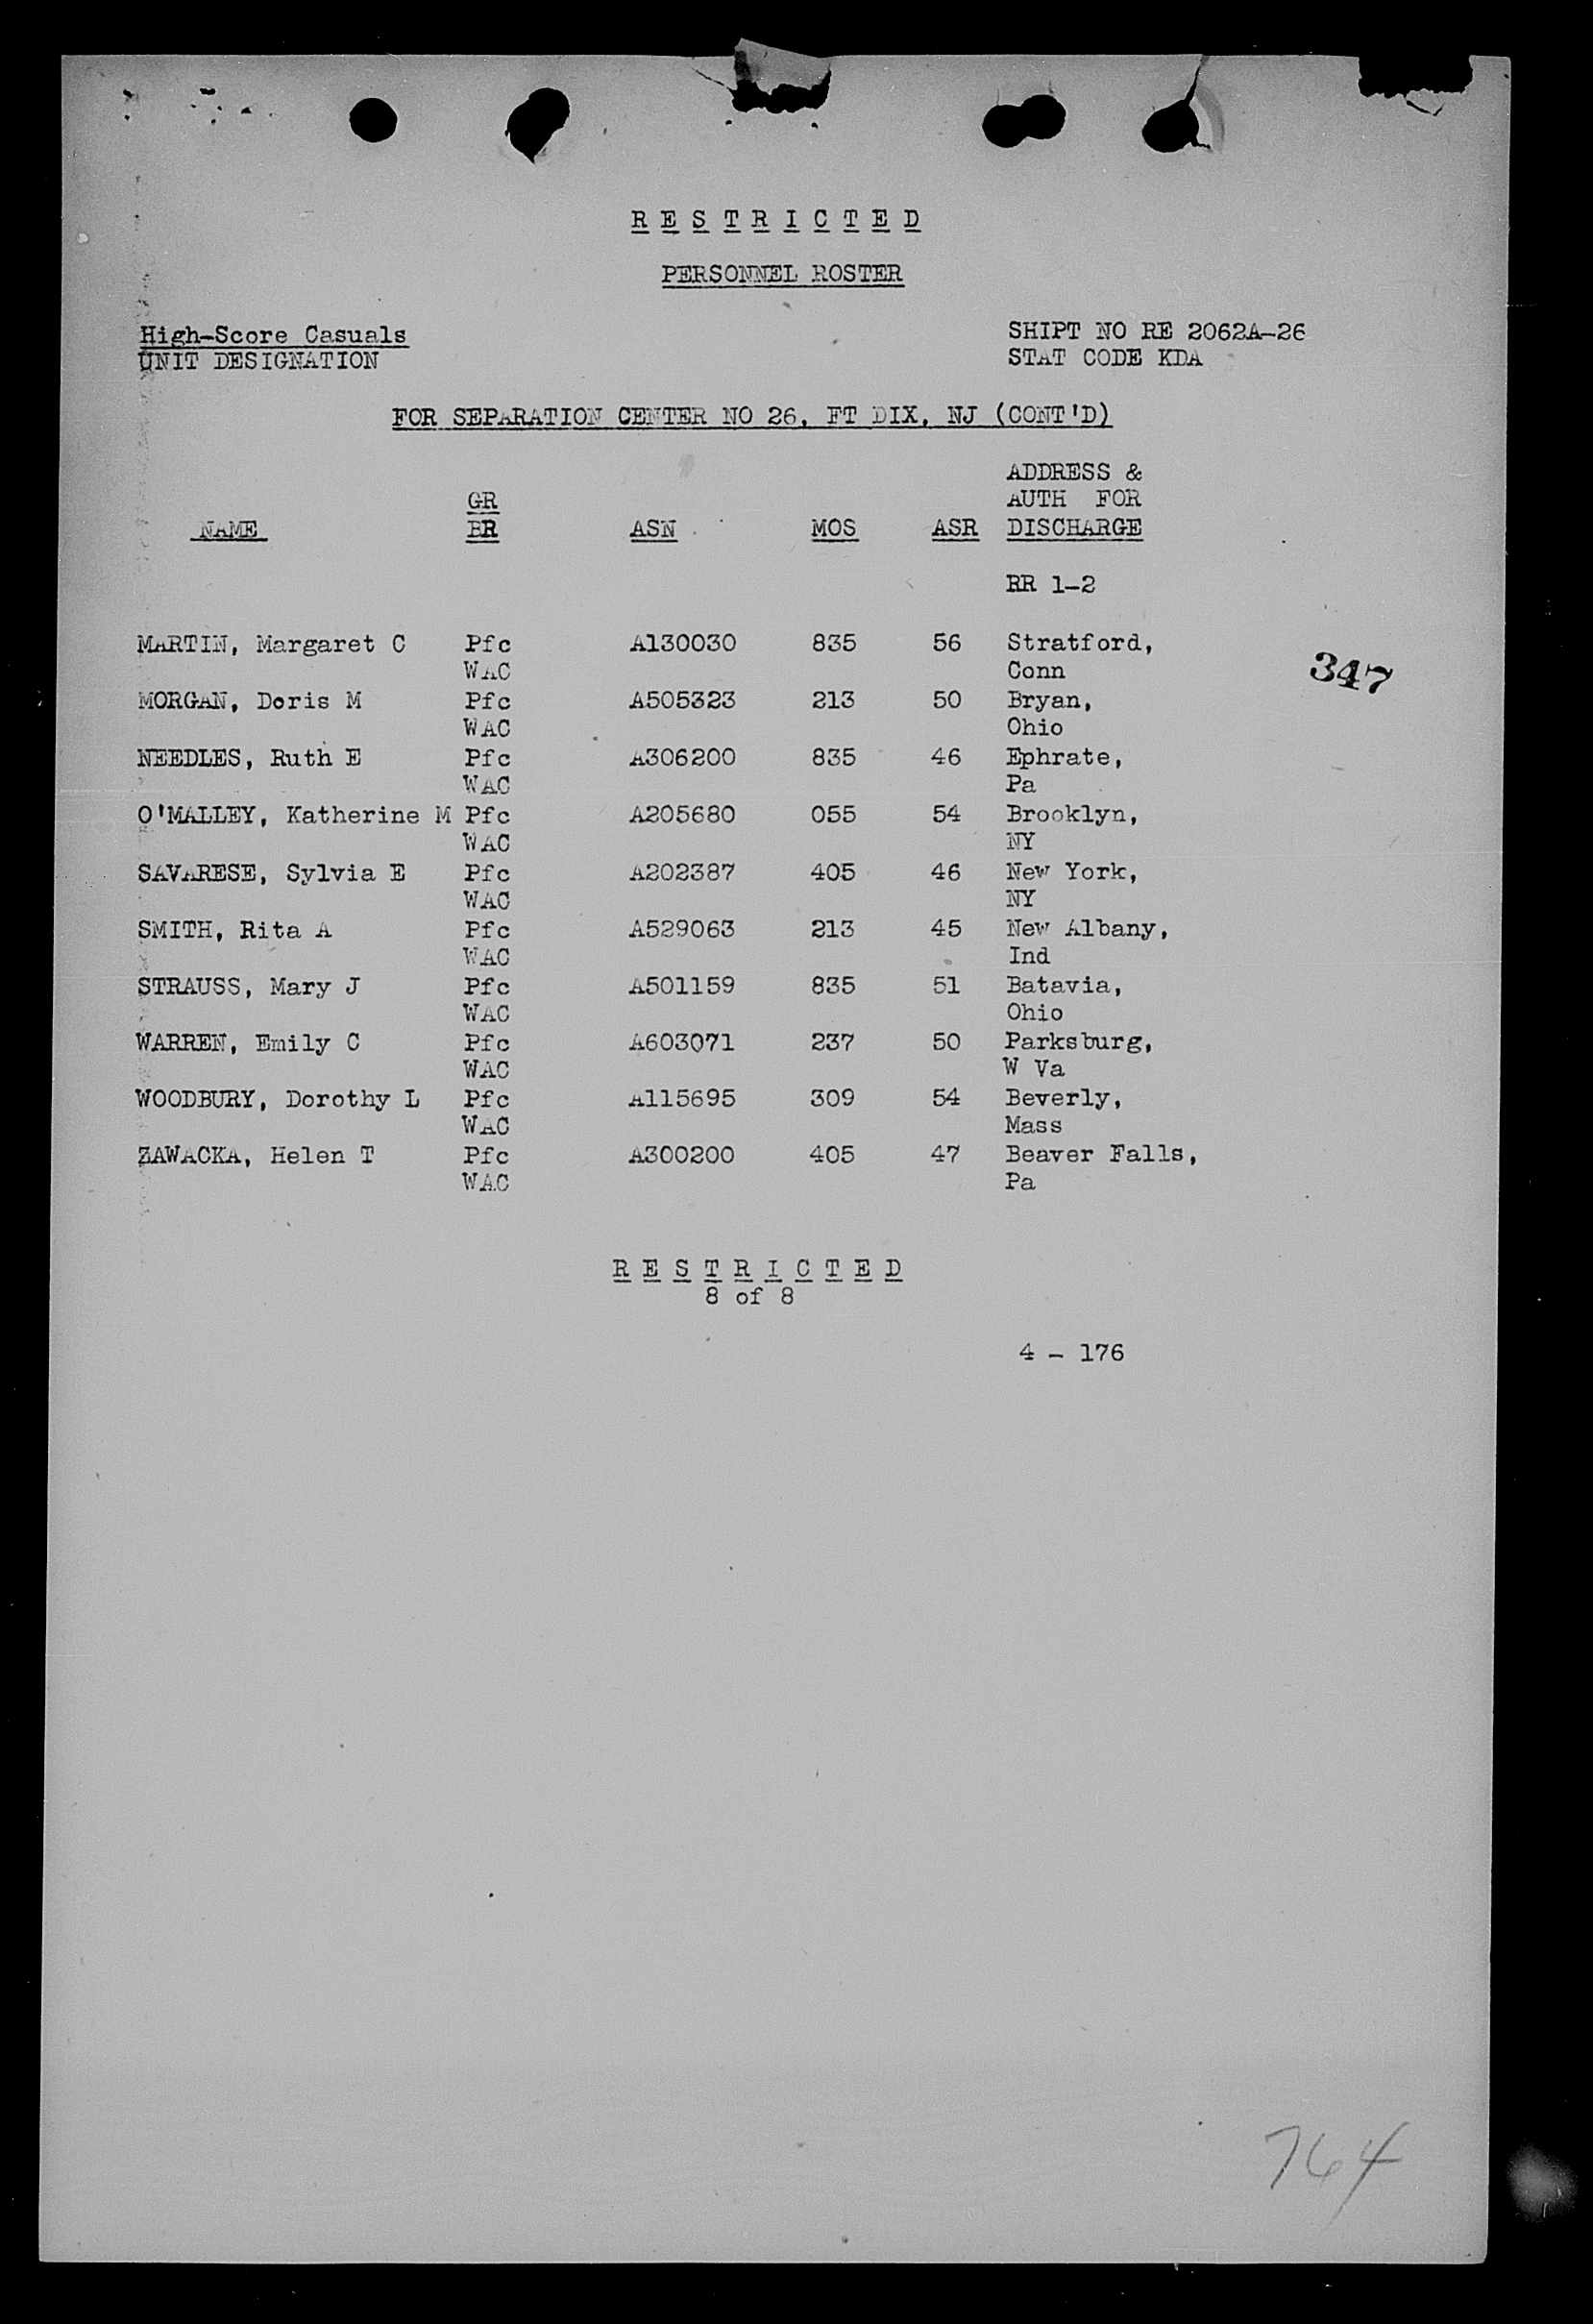 RESTRICTED
PERSONNEL ROSTER
High-Score Casuals SHIPT NO RE 2062A-26
UNIT DESIGNATION STAT CODE KDA
FOR SEPARATION CENTER NO 26, FT DIX, NJ (CONT'D)
ADDRESS &
GR AUTH FOR
NAME BR ASN MOS ASR DISCHARGE
RR 1-2
MARTIN, Margaret C Pfc A130030 835 56 Stratford,
WAC Conn
347
MORGAN, Doris M Pfc A505323 213 50 Bryan,
WAC Ohio
NEEDLES, Ruth E Pfc A306200 835 46 Ephrate,
WAC Pa
O'MALLEY, Katherine M Pfc A205680 055 54 Brooklyn,
WAC NY
SAVARESE, Sylvia E Pfc A202387 405 46 New York,
WAC NY
SMITH, Rita A Pfc A529063 213 45 New Albany,
WAC Ind
STRAUSS, Mary J Pfc A501159 835 51 Batavia,
WAC Ohio
WARREN, Emily C Pfc A603071 237 50 Parksburg,
WAC W Va
WOODBURY, Dorothy L Pfc A115695 309 54 Beverly,
WAC Mass
ZAWACKA, Helen T Pfc A300200 405 47 Beaver Falls,
WAC Pa
RESTRICTED
8 of 8
4 - 176
764